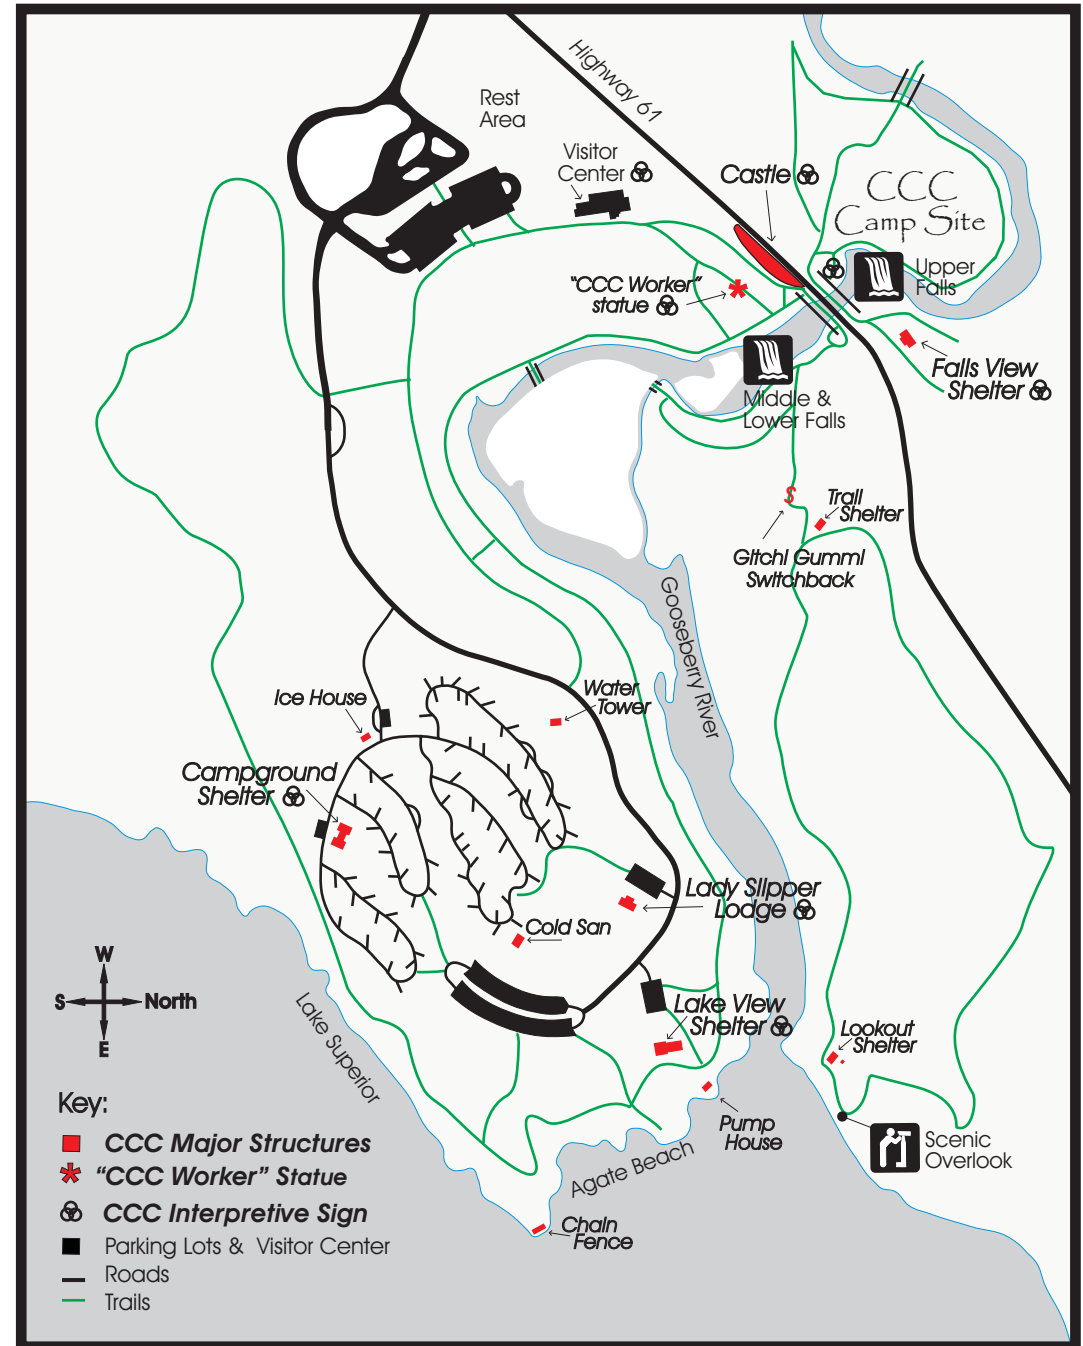 Highway 61
Rest
Area
Visitor
Center
Castle
CCC
Camp Site
"CCC Worker"
statue
Upper
Falls
Falls View
Shelter
Middle &
Lower Falls
S
Trail
Shelter
Gitchi Gummi
Switchback
Gooseberry River
Water
Tower
Ice House
Campground
Shelter
Lady Slipper
Lodge
Cold San
W
S
North
E
Lake Superior
Lake View
Shelter
Lookout
Shelter
Pump
House
Scenic
Overlook
Agate Beach
Chain
Fence
Key:
CCC Major Structures
"CCC Worker" Statue
CCC Interpretive Sign
Parking Lots & Visitor Center
Roads
Trails